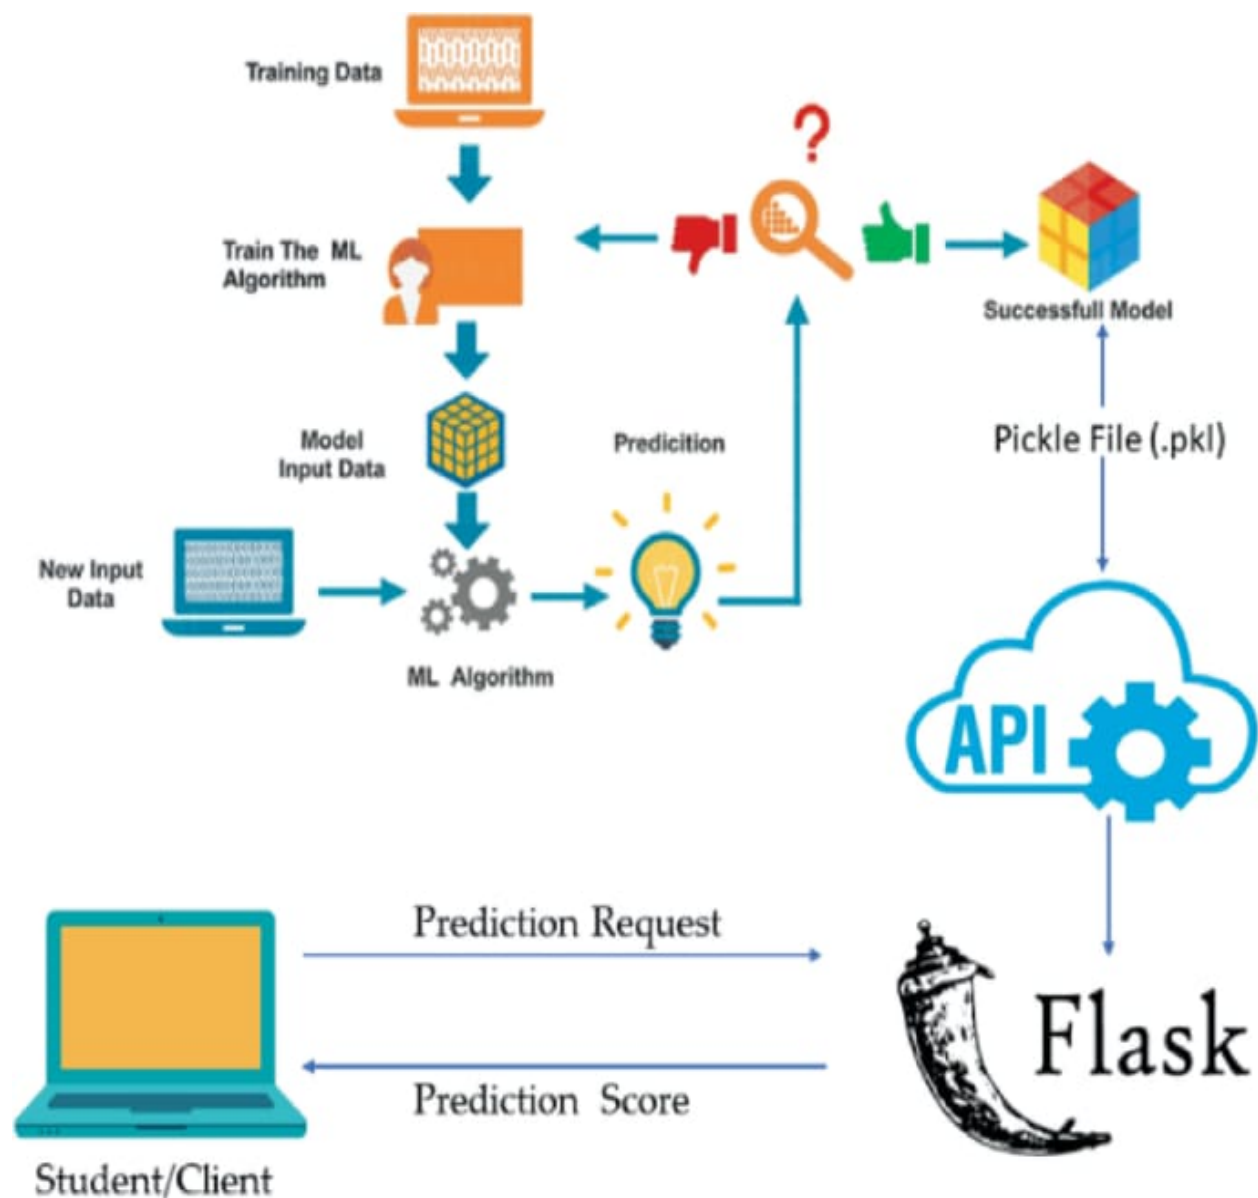 Training Data
?
Train The ML
Algorithm
Successfull Model
Model
Input Data
Predicition
Pickle File (.pkl)
New Input
Data
ML Algorithm
API
Prediction Request
Flask
Prediction Score
Student/Client